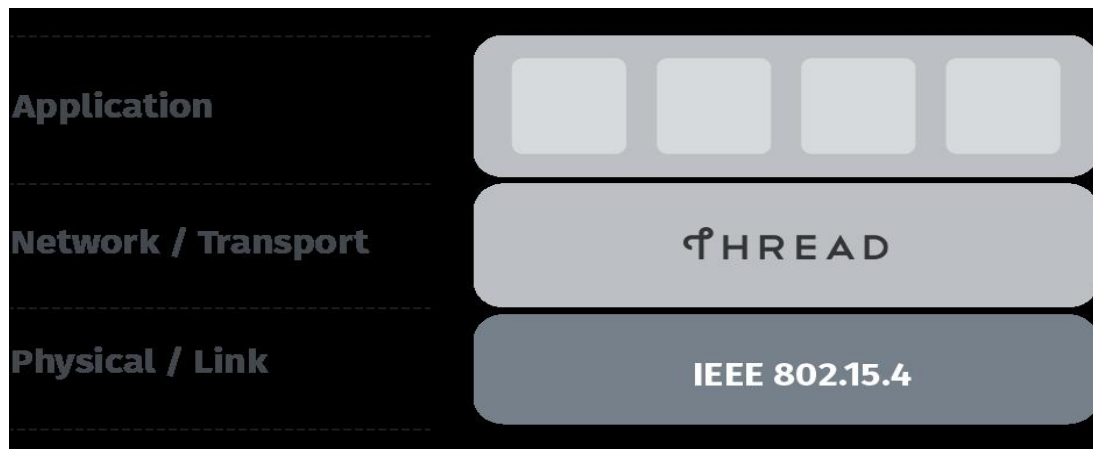 Application
Network / Transport
THREAD
Physical / Link
IEEE 802.15.4